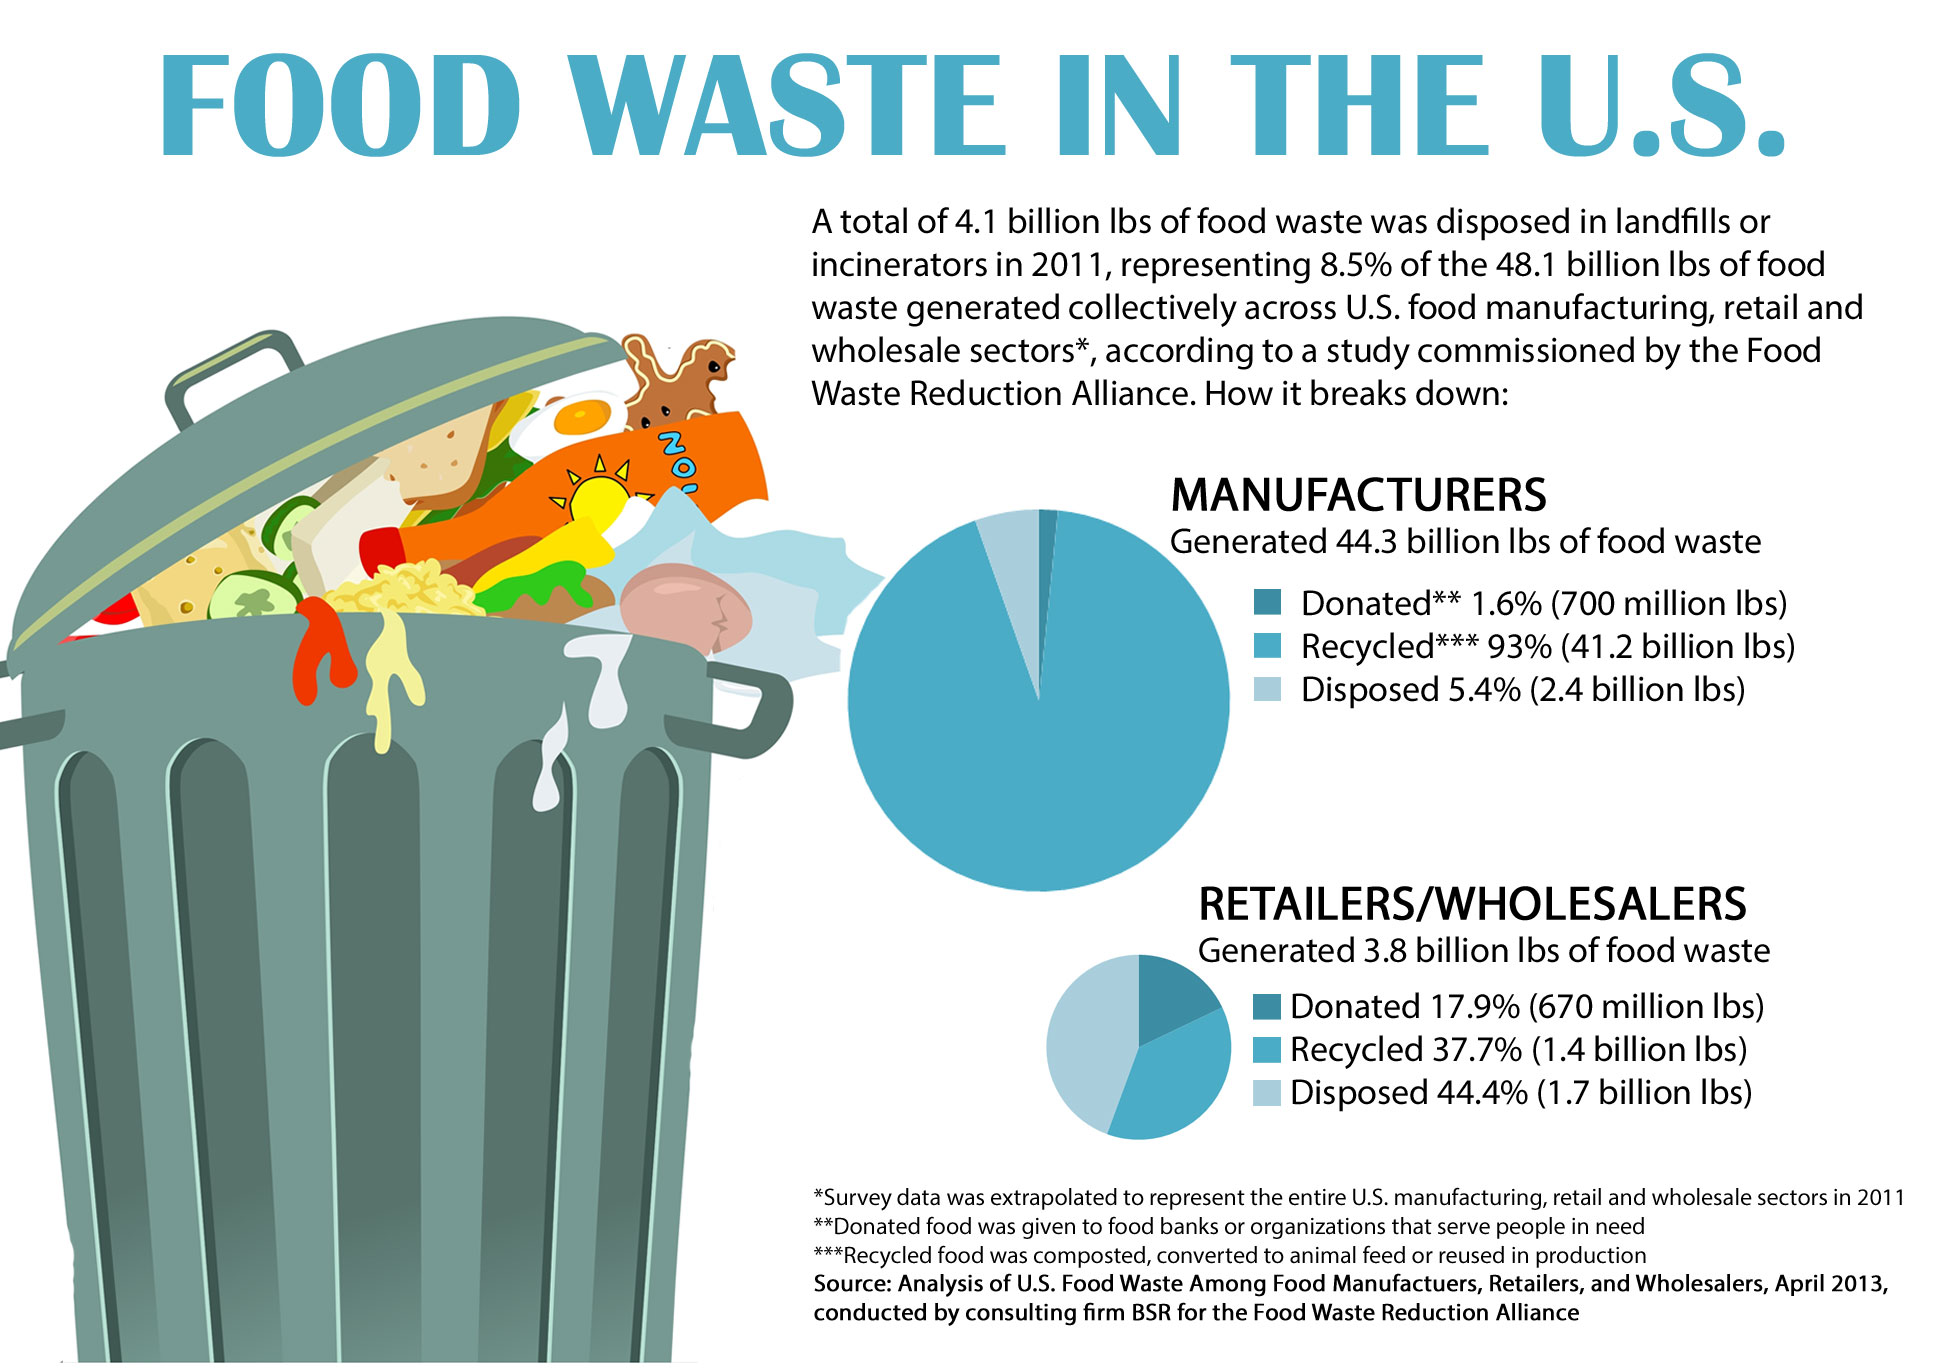 FOOD WASTE IN THE U.S.
A total of 4.1 billion lbs of food waste was disposed in landfills or
incinerators in 2011, representing 8.5% of the 48.1 billion lbs of food
waste generated collectively across U.S. food manufacturing, retail and
wholesale sectors*, according to a study commissioned by the Food
Waste Reduction Alliance. How it breaks down:
MANUFACTURERS
Generated 44.3 billion lbs of food waste
Donated** 1.6% (700 million lbs)
Recycled*** 93% (41.2 billion lbs)
Disposed 5.4% (2.4 billion lbs)
RETAILERS/WHOLESALERS
Generated 3.8 billion lbs of food waste
Donated 17.9% (670 million lbs)
Recycled 37.7% (1.4 billion lbs)
Disposed 44.4% (1.7 billion lbs)
*Survey data was extrapolated to represent the entire U.S. manufacturing, retail and wholesale sectors in 2011
**Donated food was given to food banks or organizations that serve people in need
***Recycled food was composted, converted to animal feed or reused in production
Source: Analysis of U.S. Food Waste Among Food Manufactuers, Retailers, and Wholesalers, April 2013,
conducted by consulting firm BSR for the Food Waste Reduction Alliance